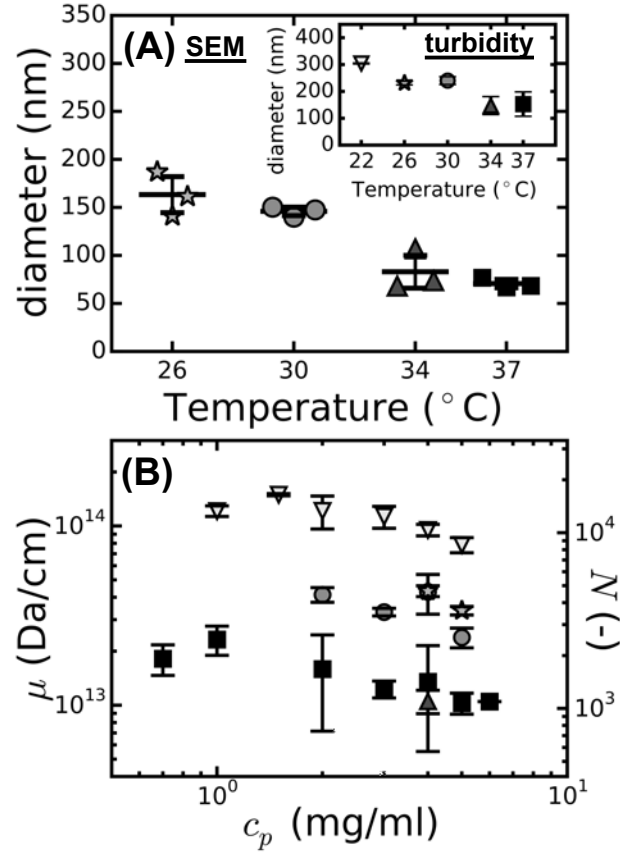 (A) SEM
turbidity
350
300
250
200
150
100
50
0
diameter (nm)
26
30
34
37
Temperature (°C)
400
300
200
100
0
diameter (nm)
22
26
30
34
37
Temperature (°C)
(B)
10^14
10^13
μ (Da/cm)
10^4
10^3
N (-)
10^0
10^1
c_p (mg/ml)